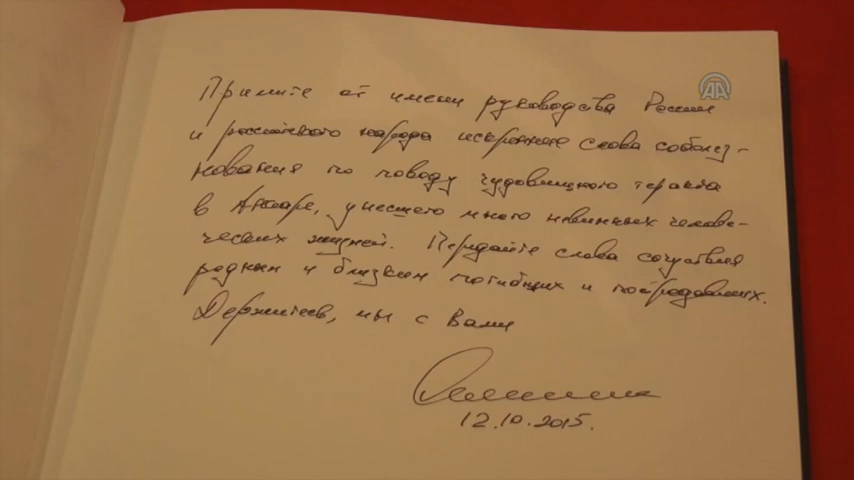 AA
Примите от имени руководства России
и российского народа искренние слова соболез-
нования по поводу чудовищного теракта
в Анкаре, унесшего много невинных челове-
ческих жизней. Передайте слова сочувствия
родным и близким погибших и пострадавших.
Держитесь, мы с Вами
12.10.2015.